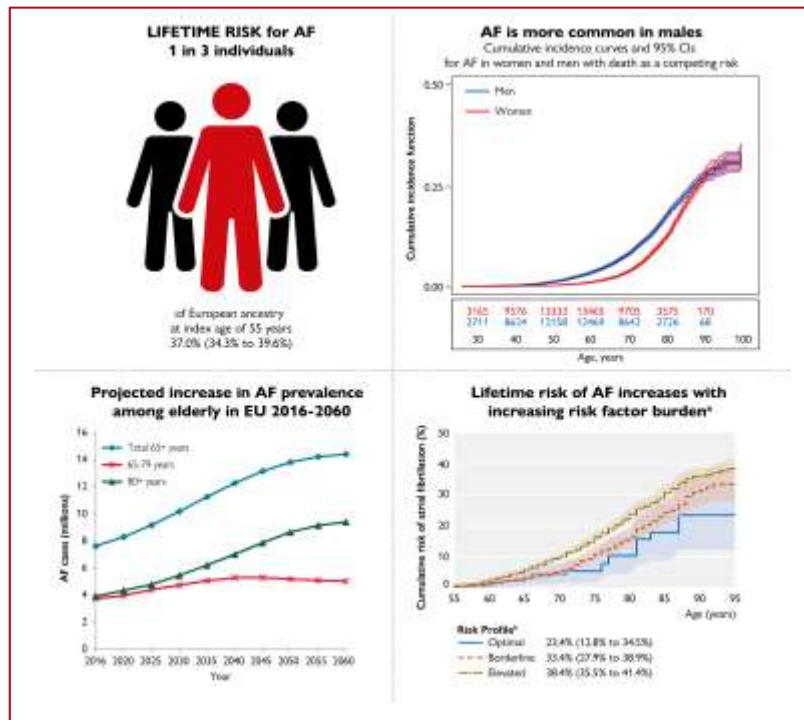 LIFETIME RISK for AF
1 in 3 individuals
of European ancestry
at index age of 55 years
37.0% (34.3% to 39.6%)
AF is more common in males
Cumulative incidence curves and 95% CIs
for AF in women and men with death as a competing risk
Cumulative incidence function
0.50
0.25
0.00
Men
Women
3165 9576 13333 13465 9705 3575 170
2711 8624 12158 12469 8642 2726 68
30 40 50 60 70 80 90 100
Age, years
Projected increase in AF prevalence
among elderly in EU 2016-2060
AF cases (millions)
16
14
12
10
8
6
4
2
0
Total 65+ years
65-79 years
80+ years
2016 2020 2025 2030 2035 2040 2045 2050 2055 2060
Year
Lifetime risk of AF increases with
increasing risk factor burdenᵃ
Cumulative risk of atrial fibrillation (%)
50
40
30
20
10
0
55 60 65 70 75 80 85 90 95
Age (years)
Risk Profileᵇ
Optimal 23.4% (12.8% to 34.5%)
Borderline 33.4% (27.9% to 38.9%)
Elevated 38.4% (35.5% to 41.4%)